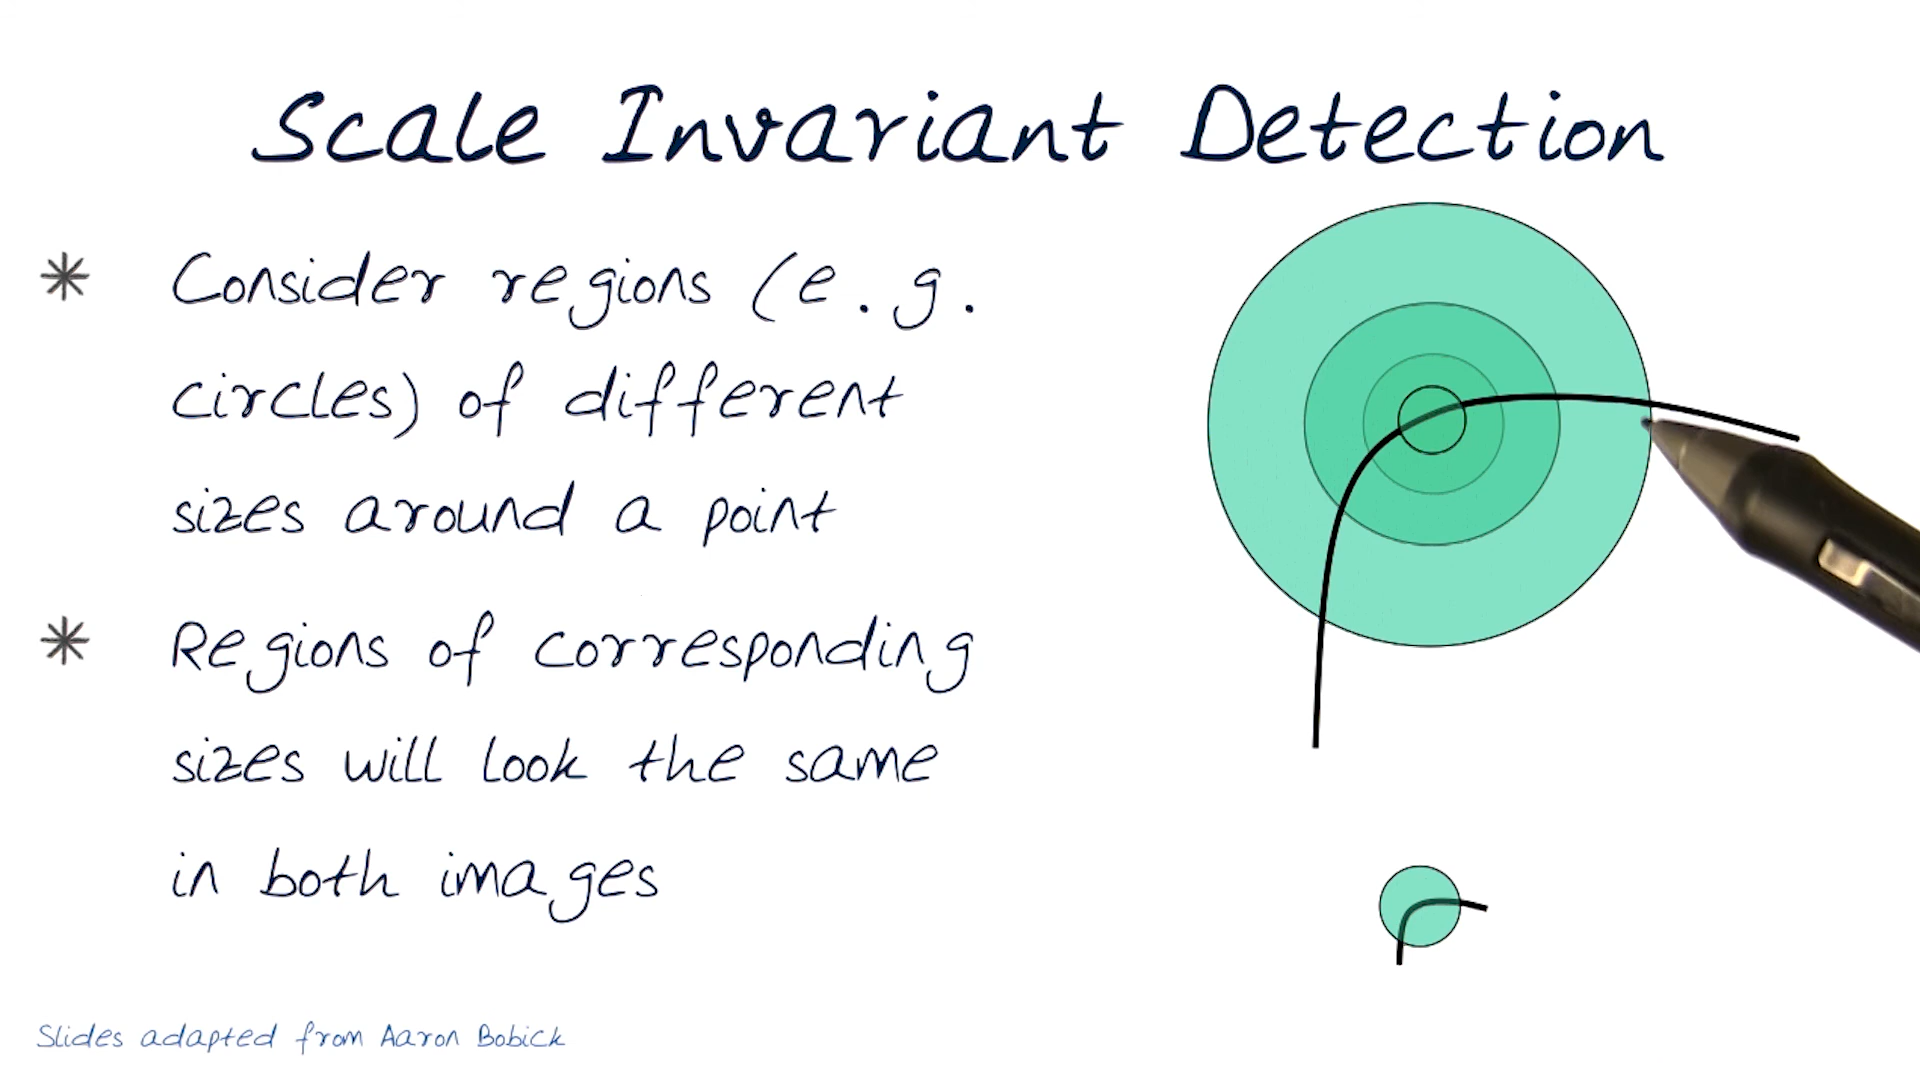 Scale Invariant Detection
* Consider regions (e.g.
circles) of different
sizes around a point
* Regions of corresponding
sizes will look the same
in both images
Slides adapted from Aaron Bobick